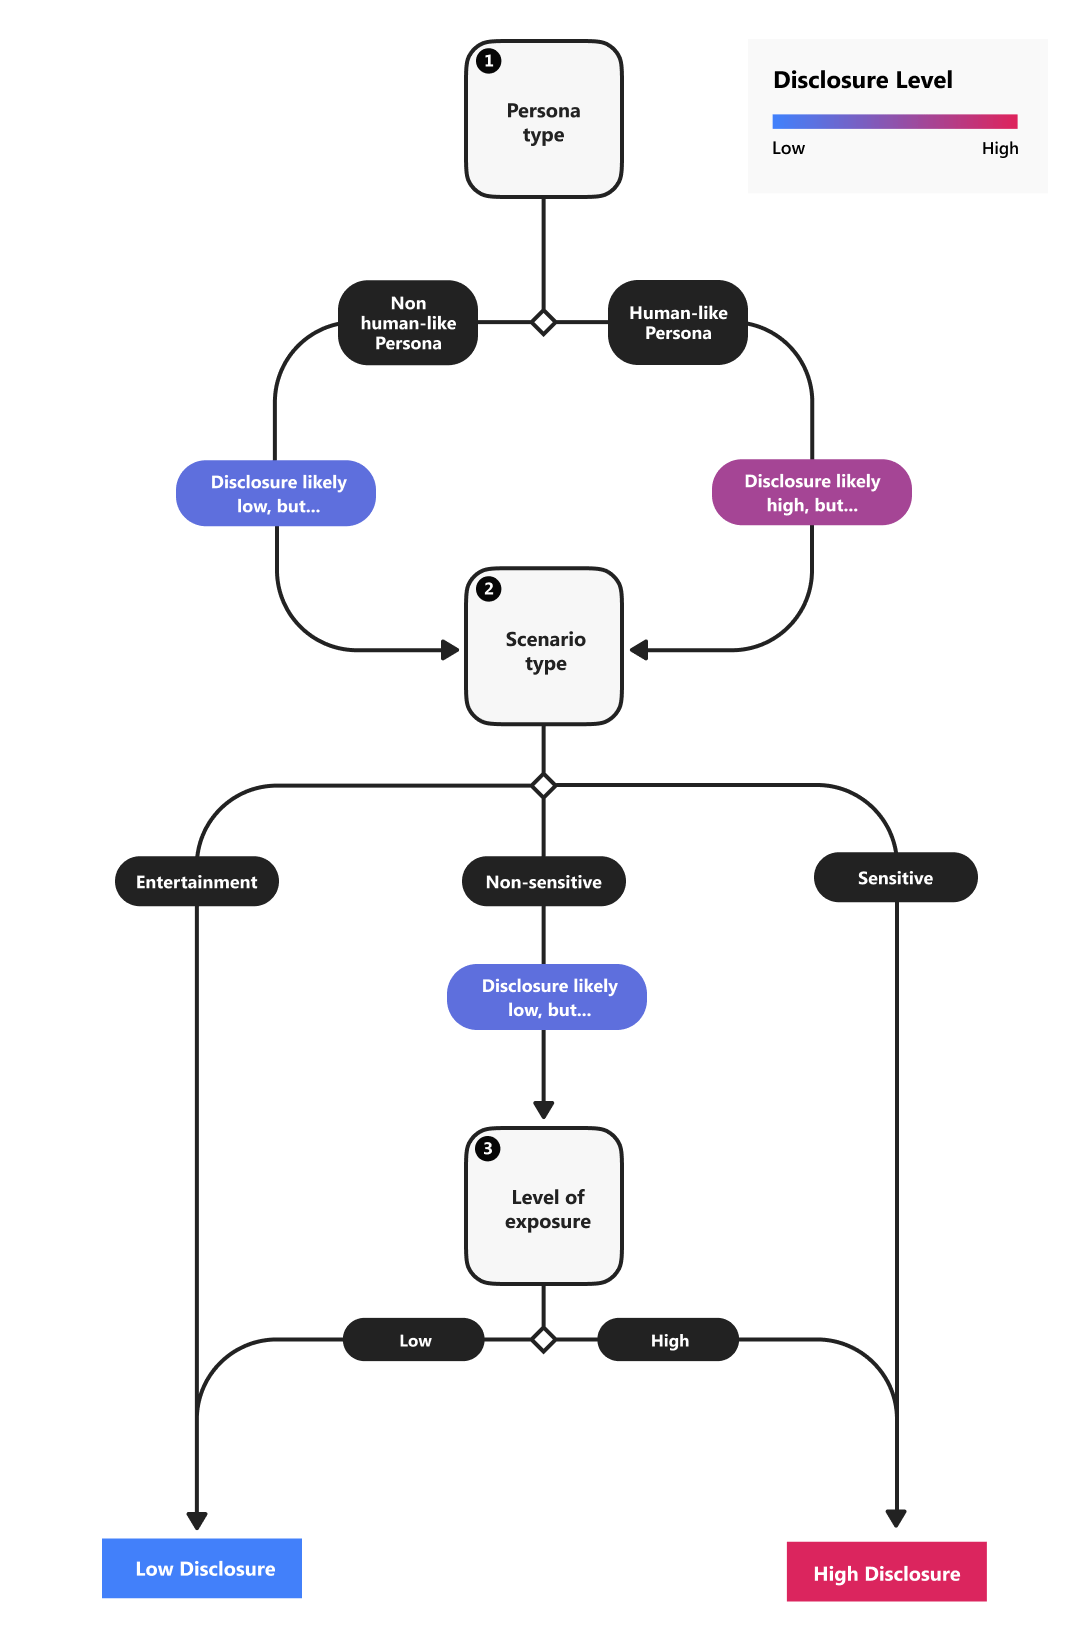 1
Persona
type
Disclosure Level
Low
High
Non
human-like
Persona
Human-like
Persona
Disclosure likely
low, but...
Disclosure likely
high, but...
2
Scenario
type
Entertainment
Non-sensitive
Sensitive
Disclosure likely
low, but...
3
Level of
exposure
Low
High
Low Disclosure
High Disclosure